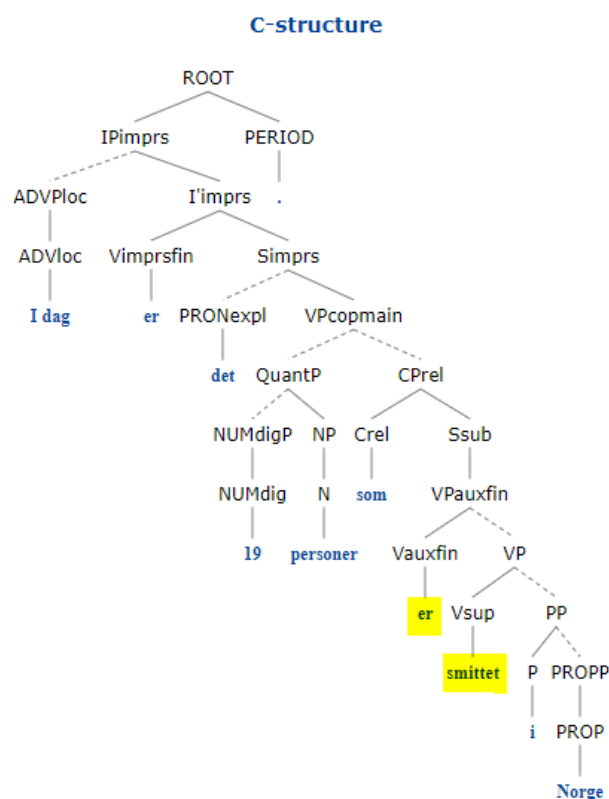 C-structure
ROOT
IPimprs PERIOD
ADVPloc I'imprs .
ADVloc Vimprsfin Simprs
I dag er PRONexpl VPcopmain
det QuantP CPrel
NUMdigP NP Crel Ssub
NUMdig N som VPauxfin
19 personer Vauxfin VP
er Vsup PP
smittet P PROPP
i PROP
Norge